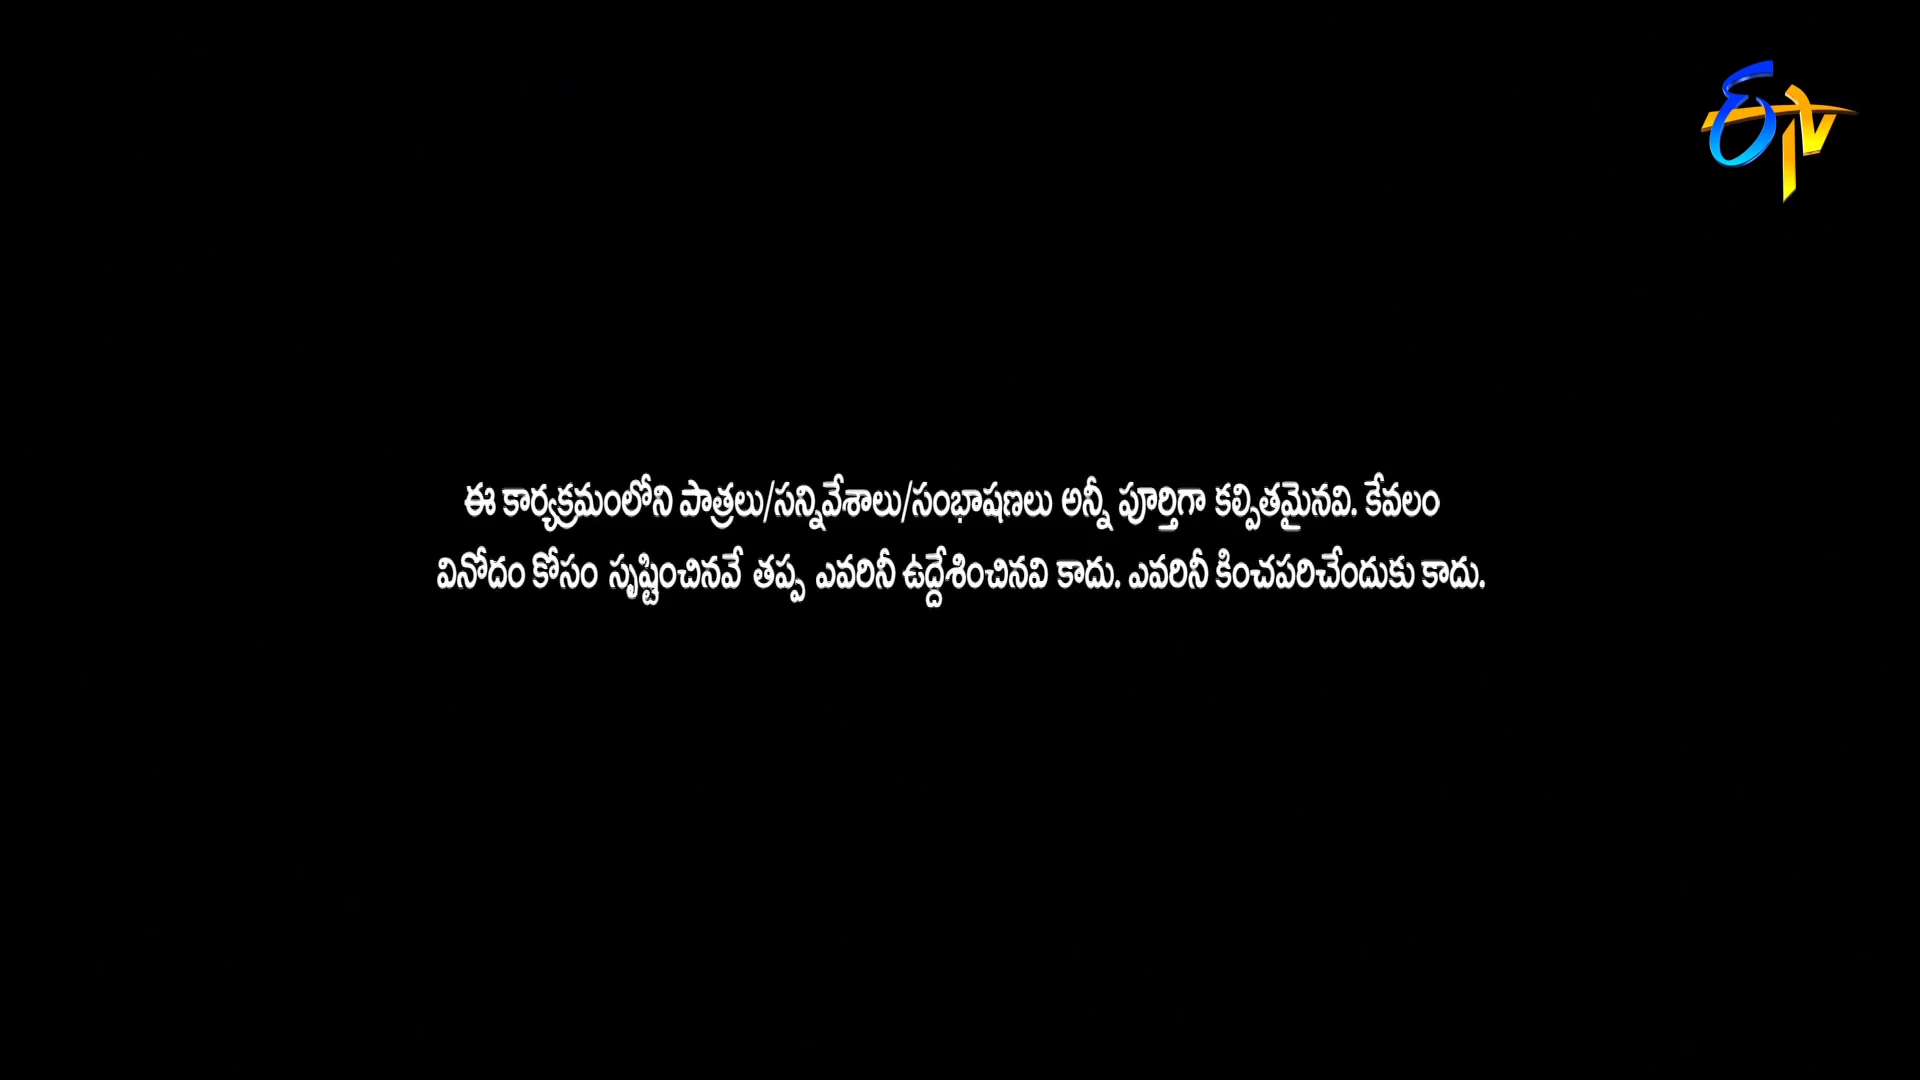 ETV
ఈ కార్యక్రమంలోని పాత్రలు/సన్నివేశాలు/సంభాషణలు అన్నీ పూర్తిగా కల్పితమైనవి. కేవలం
వినోదం కోసం సృష్టించినవే తప్ప ఎవరినీ ఉద్దేశించినవి కాదు. ఎవరినీ కించపరిచేందుకు కాదు.